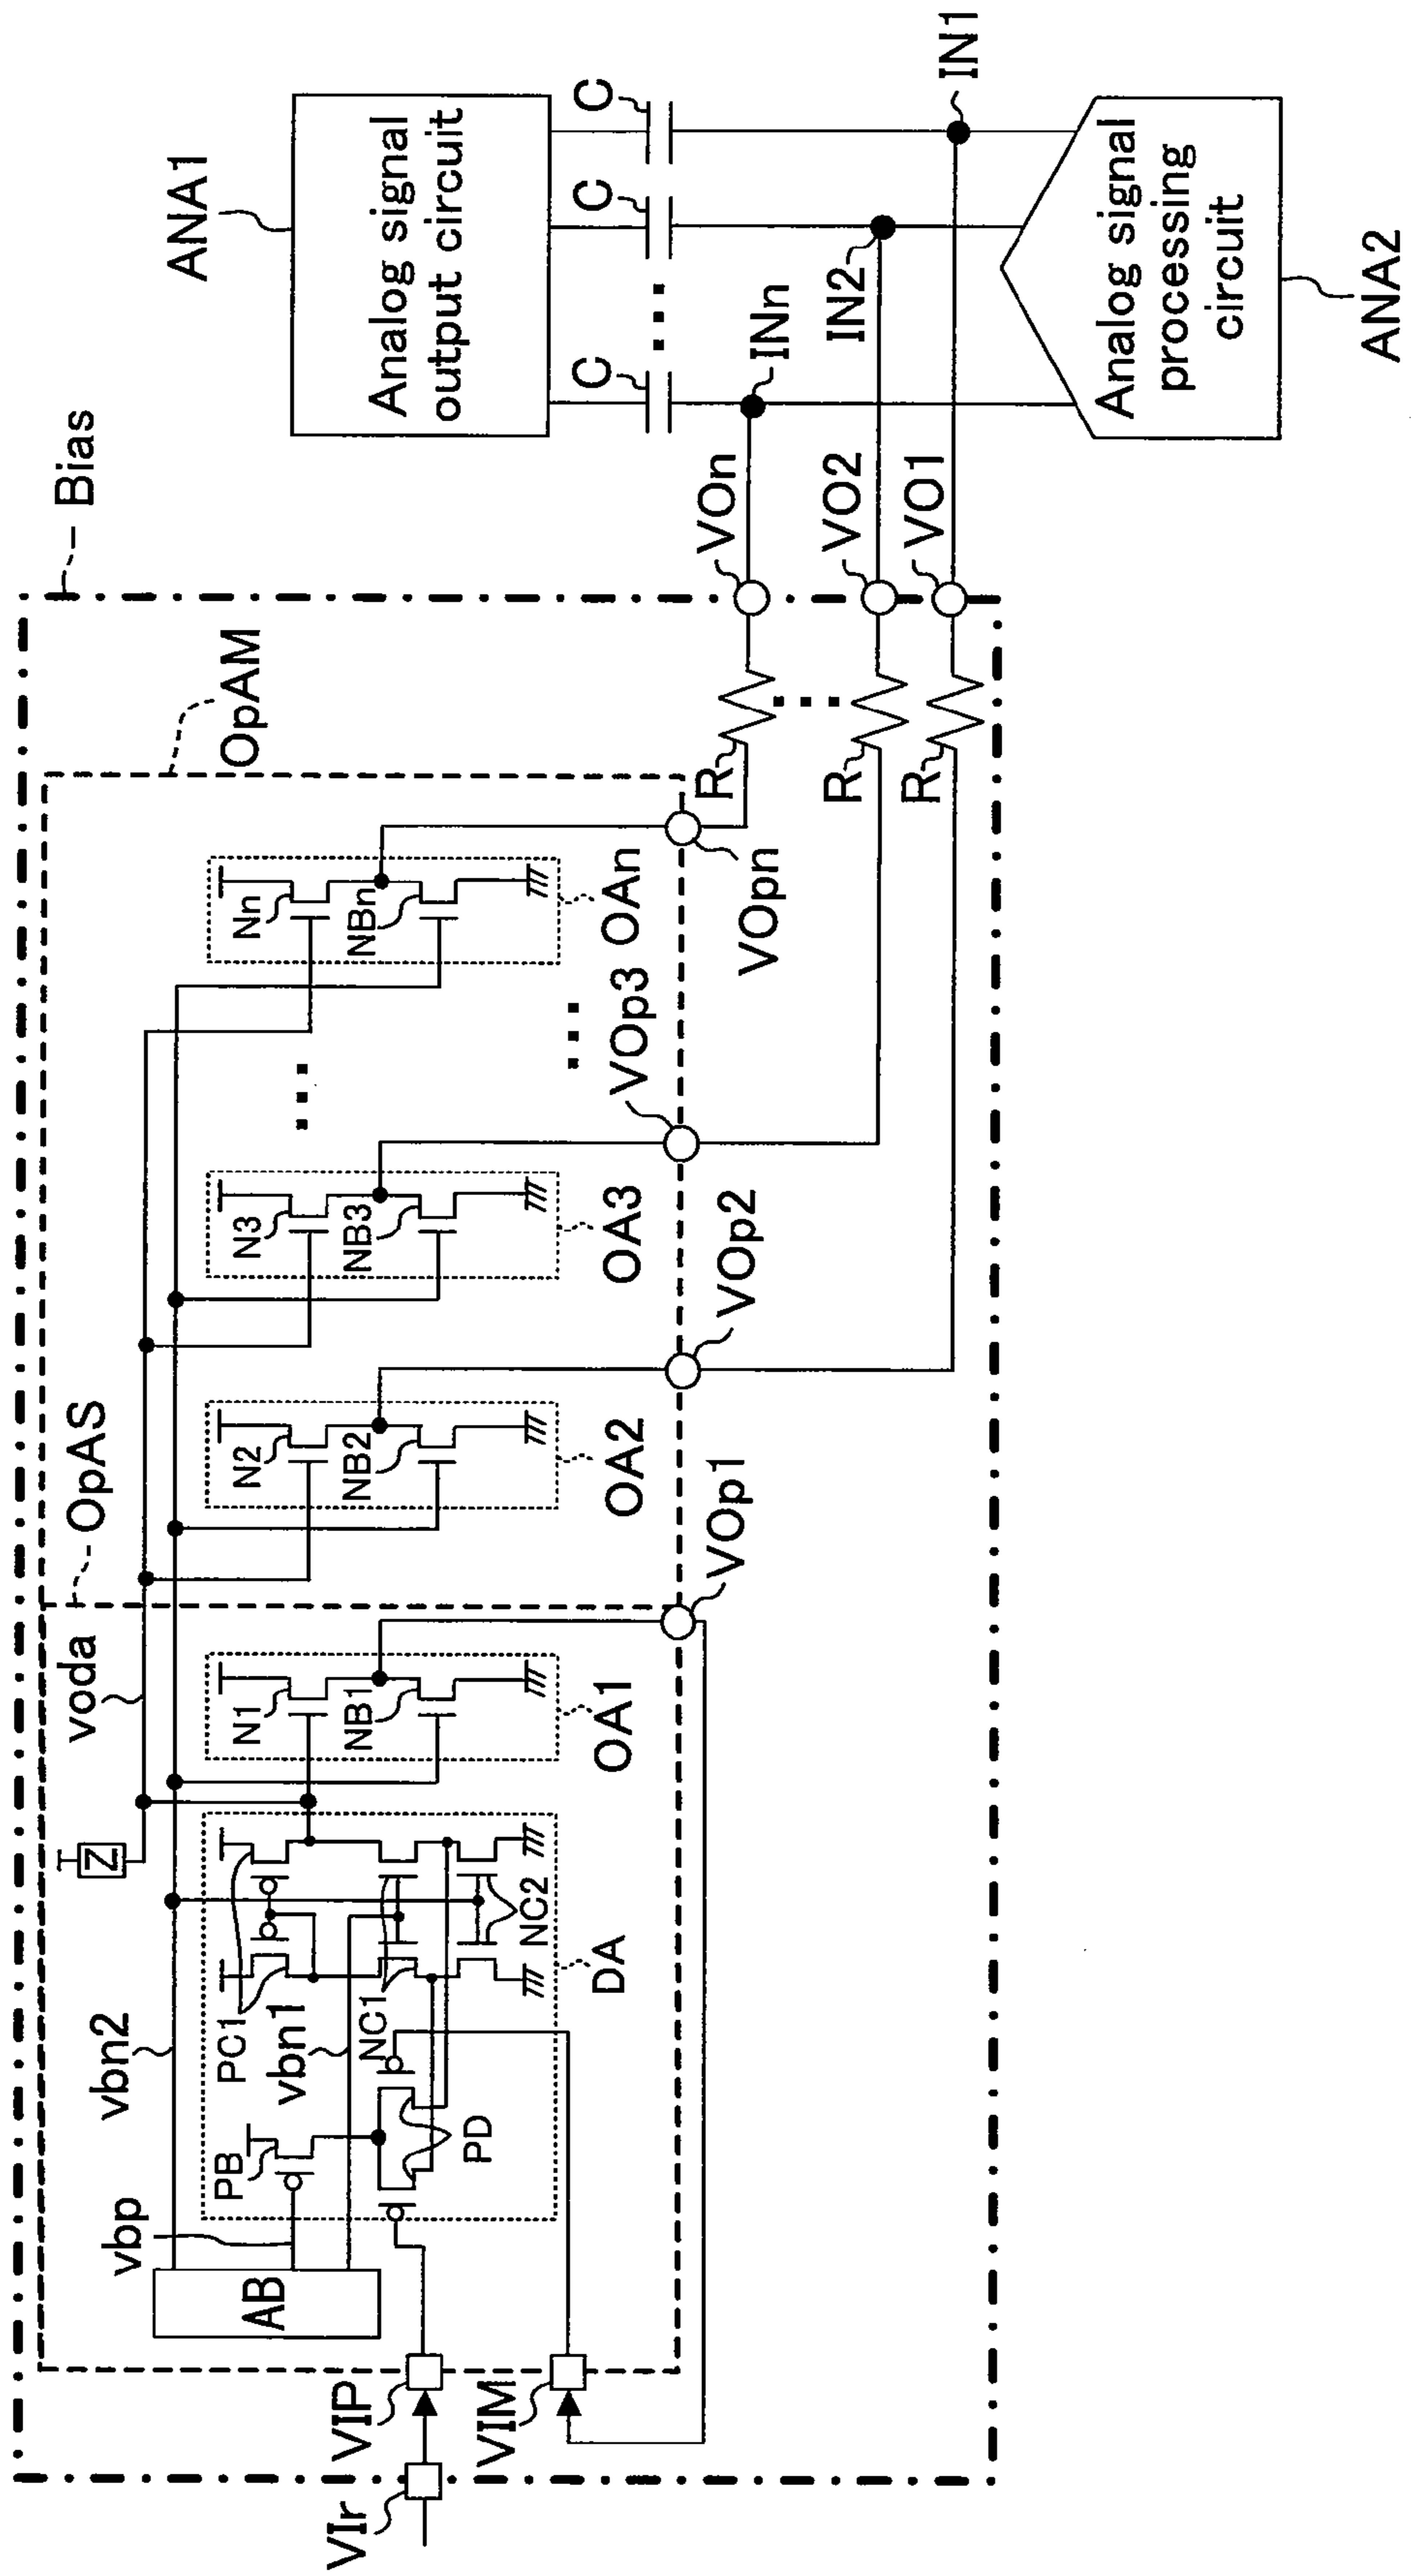 Bias
ANA1
Analog signal
output circuit
C
C
C
OpAM
OpAS
voda
vbn2
vbp
Z
Nn
NBn
OAn
N3
NB3
OA3
N2
NB2
OA2
N1
NB1
OA1
PC1
vbn1
NC1
NC2
DA
PB
PD
AB
VIP
VIM
VIr
VOp1
VOp2
VOp3
VOpn
R
R
R
VOn
VO2
VO1
INn
IN2
IN1
Analog signal
processing
circuit
ANA2